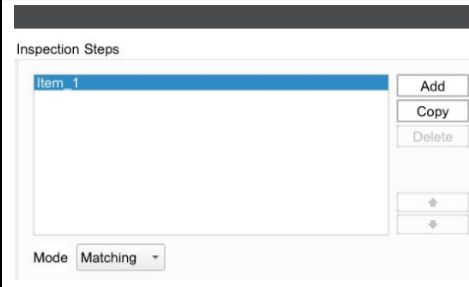 Inspection Steps
Item_1
Add
Copy
Delete
Mode Matching